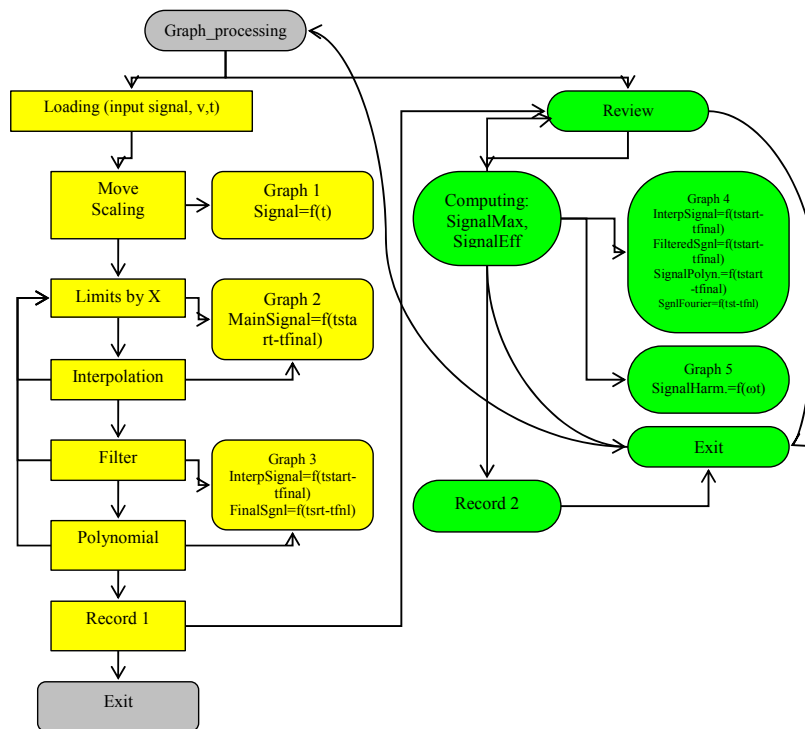 Graph_processing
Loading (input signal, v,t)
Move
Scaling
Graph 1
Signal=f(t)
Limits by X
Graph 2
MainSignal=f(tstar
t-tfinal)
Interpolation
Filter
Graph 3
InterpSignal=f(tstart-
tfinal)
FinalSgnl=f(tsrt-tfnl)
Polynomial
Record 1
Exit
Review
Computing:
SignalMax,
SignalEff
Graph 4
InterpSignal=f(tstart-
tfinal)
FilteredSgnl=f(tstart-
tfinal)
SignalPolyn.=f(tstart
-tfinal)
SgnlFourier=f(tst-tfnl)
Graph 5
SignalHarm.=f(ωt)
Exit
Record 2